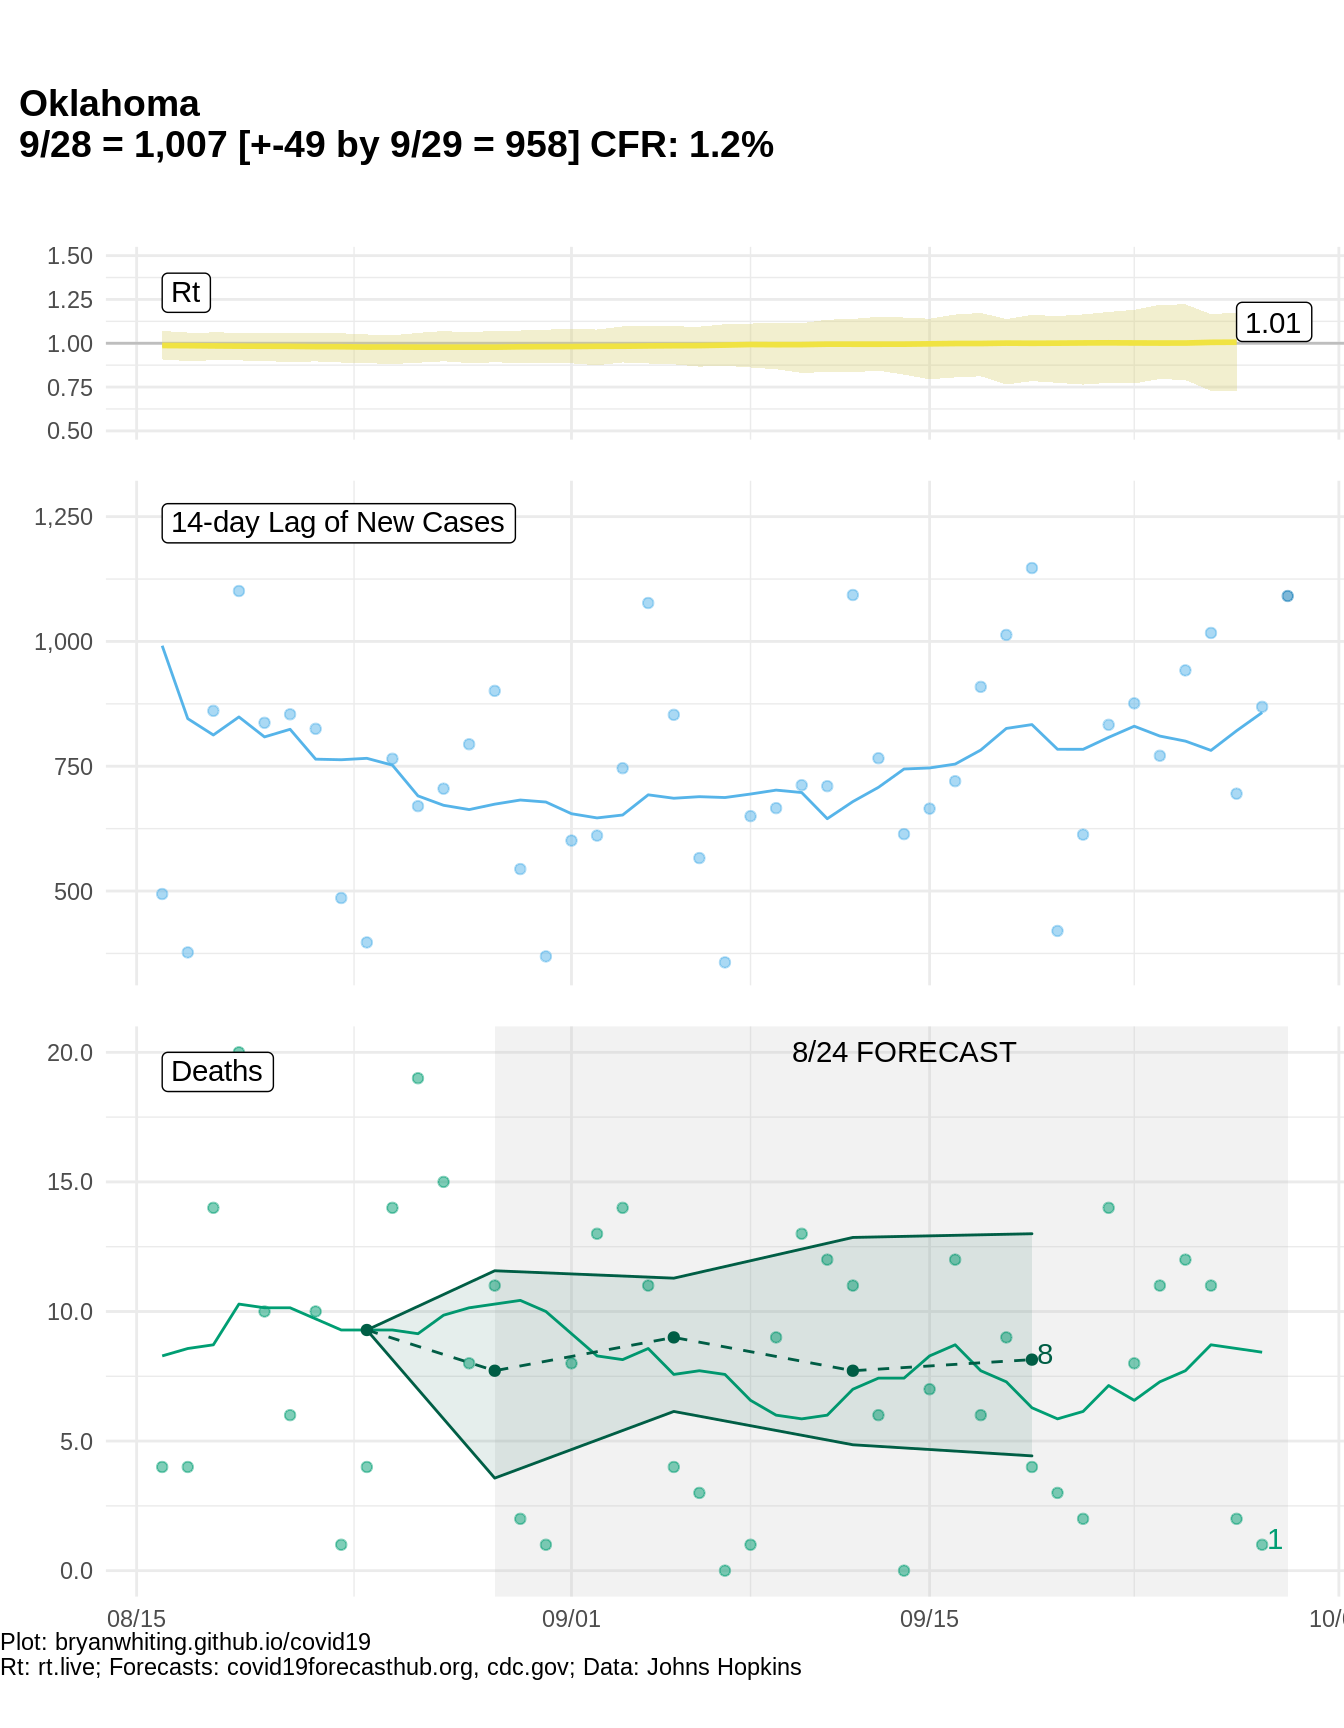 Oklahoma
9/28 = 1,007 [+-49 by 9/29 = 958] CFR: 1.2%
1.50
1.25
1.00
0.75
0.50
Rt
1.01
1,250
1,000
750
500
14-day Lag of New Cases
20.0
15.0
10.0
5.0
0.0
Deaths
8/24 FORECAST
8
1
08/15
09/01
09/15
10/
Plot: bryanwhiting.github.io/covid19
Rt: rt.live; Forecasts: covid19forecasthub.org, cdc.gov; Data: Johns Hopkins